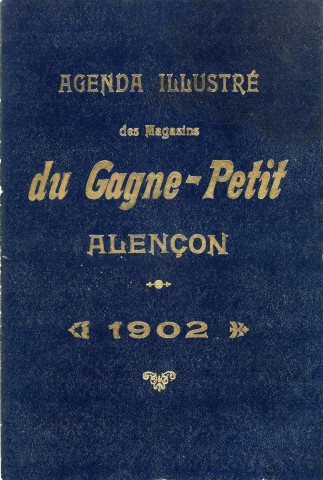 AGENDA ILLUSTRÉ
des Magasins
du Gagne-Petit
ALENÇON
1902